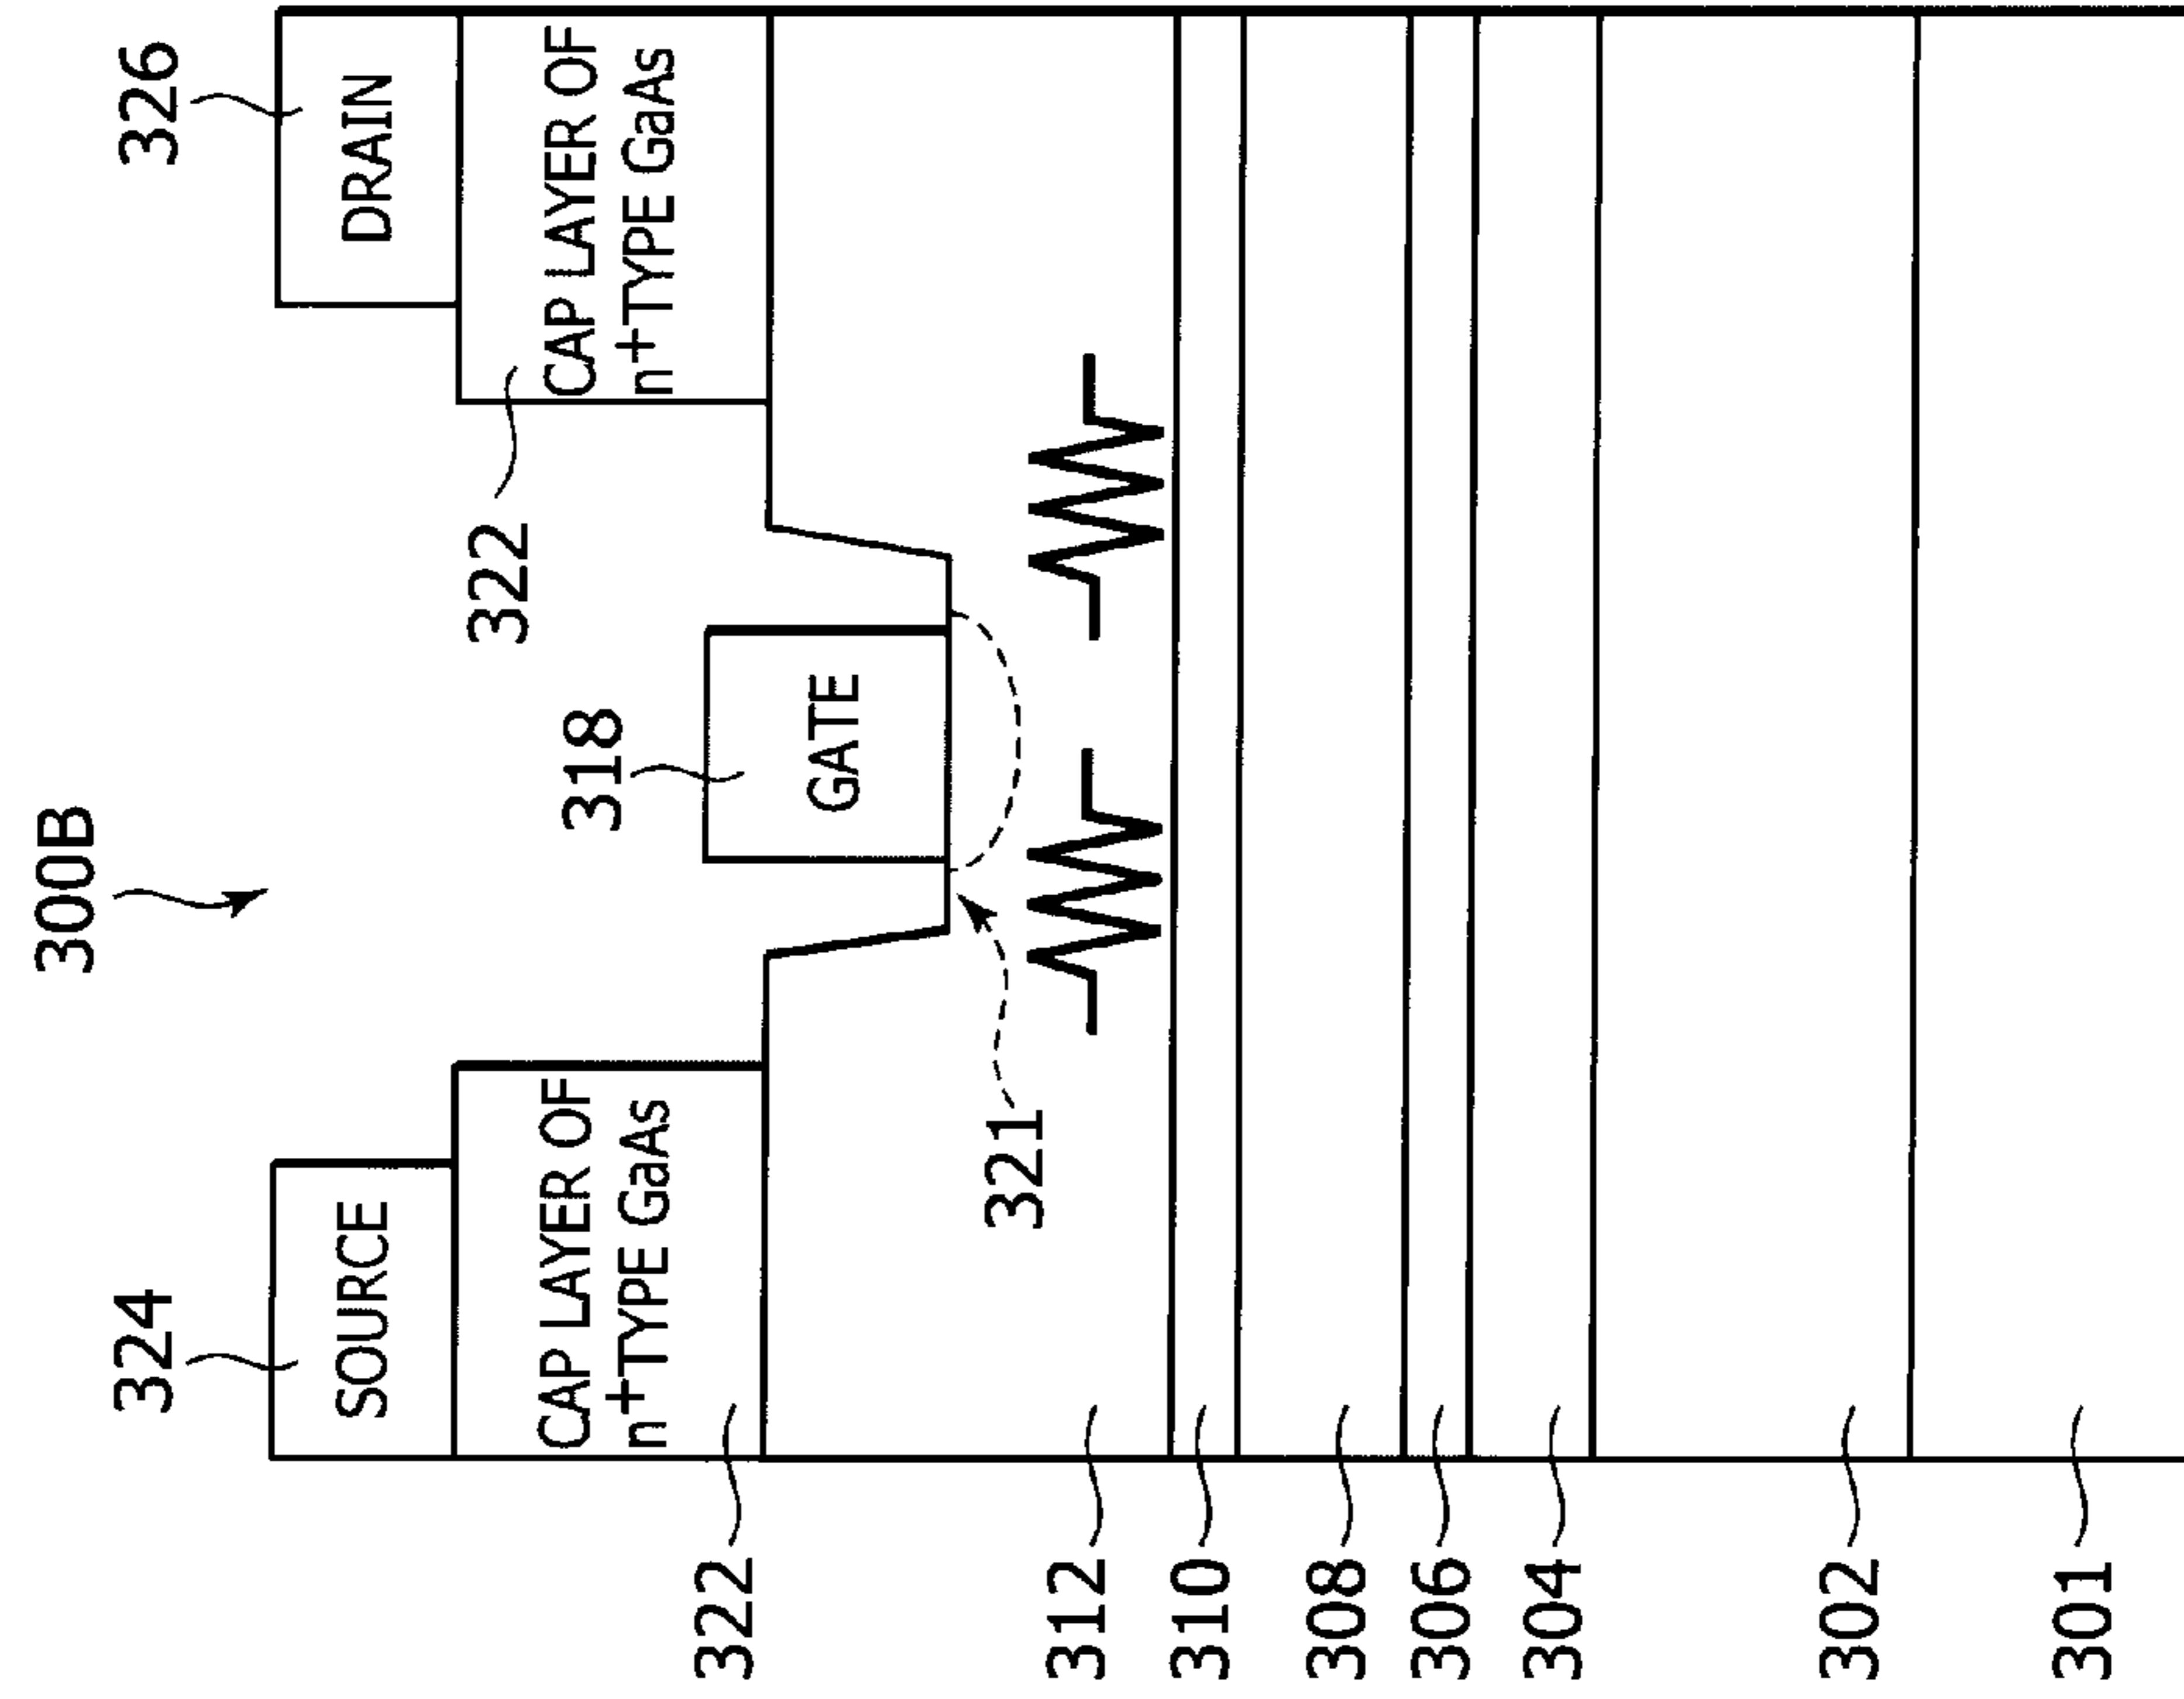 300B
324
SOURCE
326
DRAIN
CAP LAYER OF
n+TYPE GaAs
CAP LAYER OF
n+TYPE GaAs
322
318
GATE
322
321
312
310
308
306
304
302
301